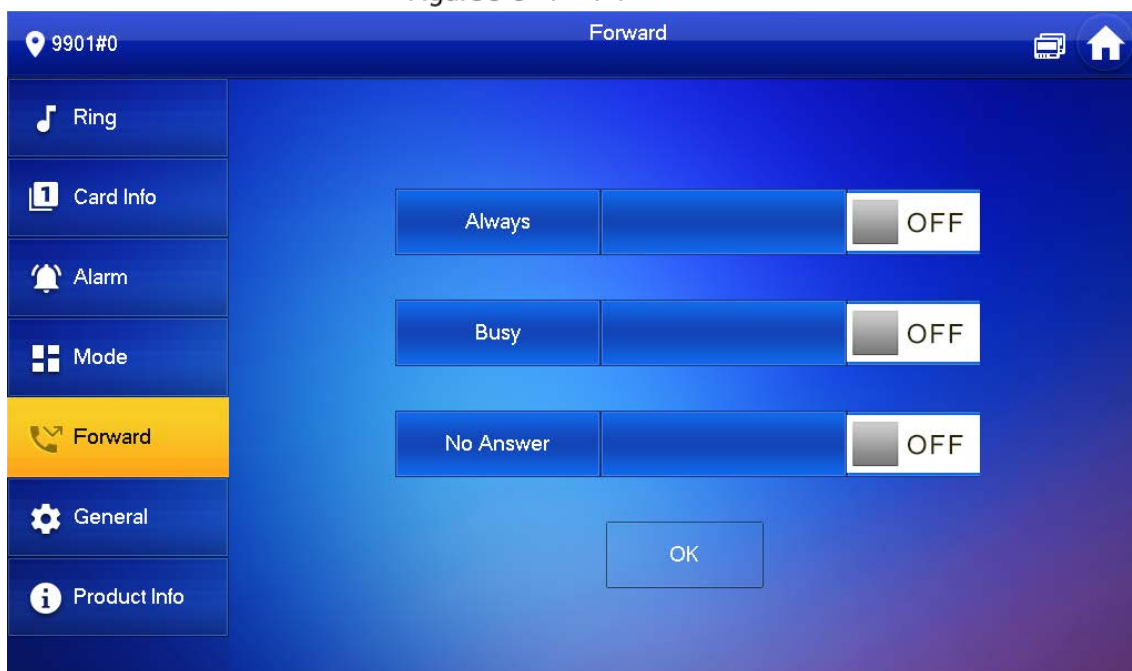 9901#0
Forward
Ring
Card Info
Alarm
Mode
Forward
General
Product Info
Always
OFF
Busy
OFF
No Answer
OFF
OK